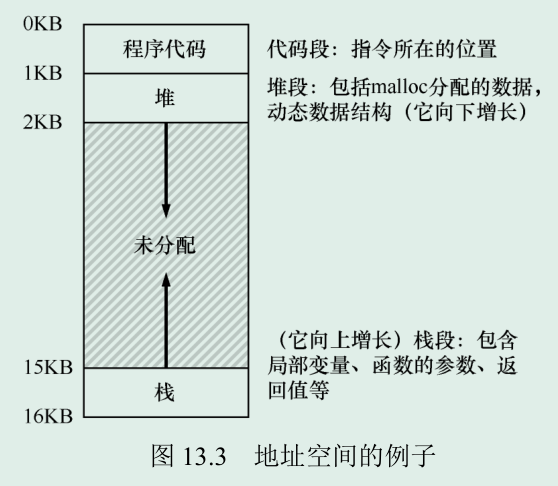 0KB
程序代码
代码段：指令所在的位置
1KB
堆
堆段：包括malloc分配的数据，
动态数据结构（它向下增长）
2KB
未分配
（它向上增长）栈段：包含
局部变量、函数的参数、返
回值等
15KB
栈
16KB
图 13.3 地址空间的例子